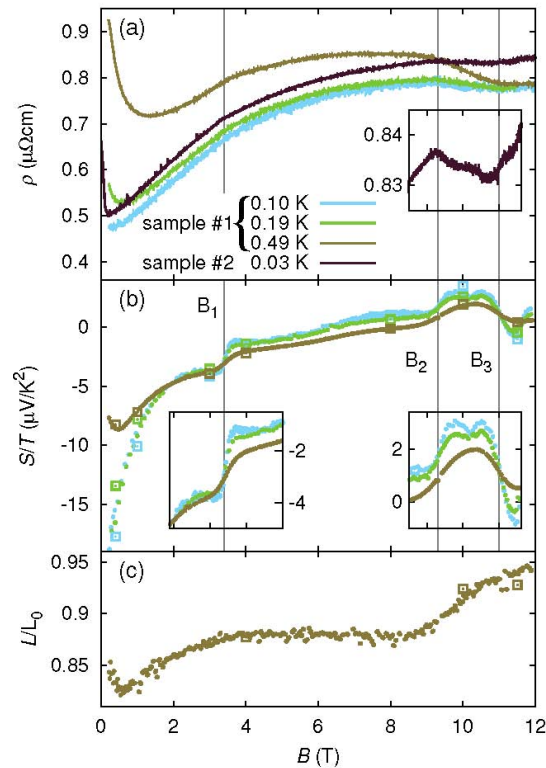 (a)
0.9
0.8
0.7
0.6
0.5
0.4
ρ (μΩcm)
0.84
0.83
sample #1 {
0.10 K
0.19 K
0.49 K
sample #2 0.03 K
(b)
B1
B2
B3
0
-5
-10
-15
S/T (μV/K²)
-2
-4
2
0
(c)
0.95
0.9
0.85
L/L₀
0 2 4 6 8 10 12
B (T)